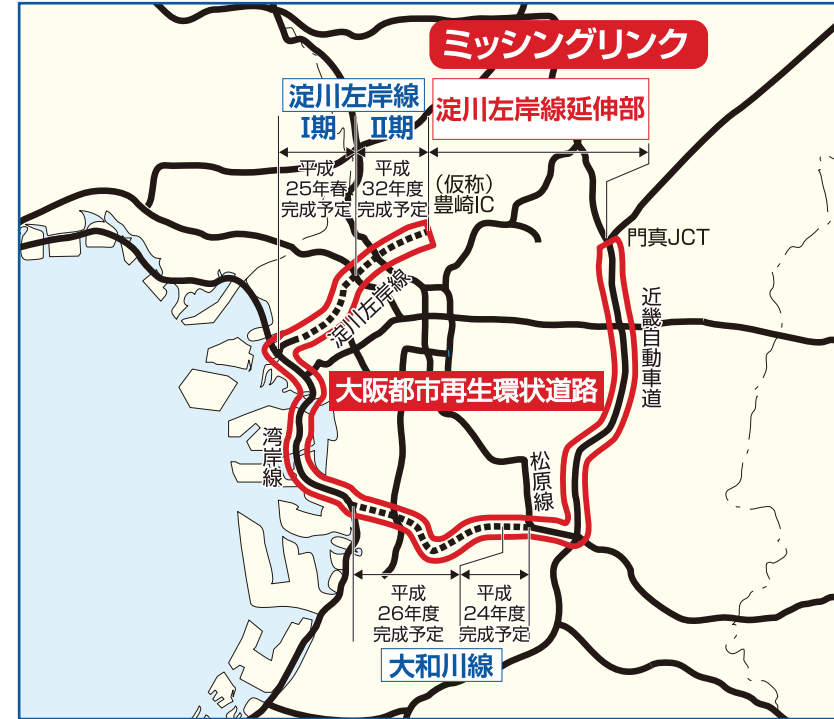 ミッシングリンク
淀川左岸線
Ⅰ期
Ⅱ期
淀川左岸線延伸部
平成
25年春
完成予定
平成
32年度
完成予定
(仮称)
豊崎IC
門真JCT
淀川左岸線
近畿自動車道
大阪都市再生環状道路
湾岸線
松原線
平成
26年度
完成予定
平成
24年度
完成予定
大和川線